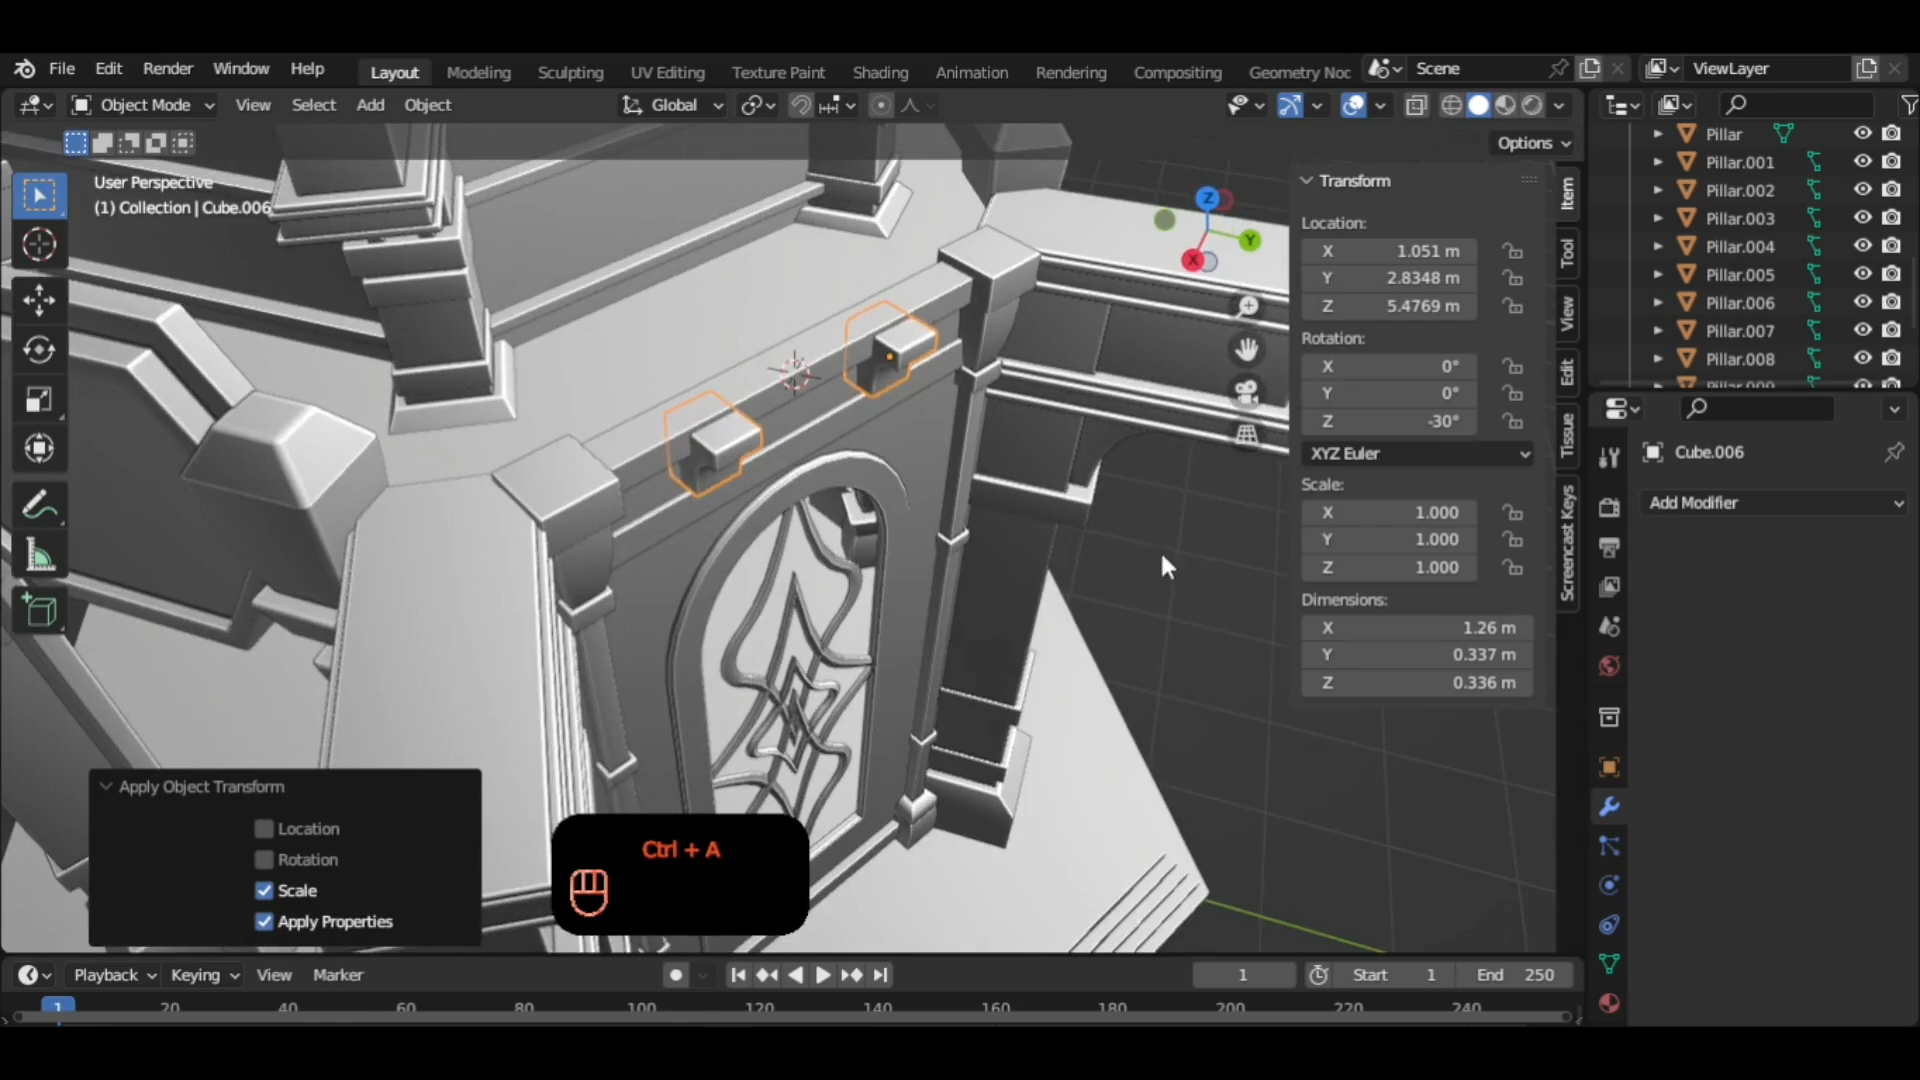 File Edit Render Window Help Layout Modeling Sculpting UV Editing Texture Paint Shading Animation Rendering Compositing Geometry Noc Scene ViewLayer
Object Mode View Select Add Object Global
Options
User Perspective
(1) Collection | Cube.006
Transform
Location:
X 1.051 m
Y 2.8348 m
Z 5.4769 m
Rotation:
X 0°
Y 0°
Z -30°
XYZ Euler
Scale:
X 1.000
Y 1.000
Z 1.000
Dimensions:
X 1.26 m
Y 0.337 m
Z 0.336 m
Z
Y
X
Item
Tool
View
Edit
Tissue
Screencast Keys
Pillar
Pillar.001
Pillar.002
Pillar.003
Pillar.004
Pillar.005
Pillar.006
Pillar.007
Pillar.008
Pillar.009
Cube.006
Add Modifier
Apply Object Transform
Location
Rotation
Scale
Apply Properties
Ctrl + A
Playback Keying View Marker 1 Start 1 End 250
1 20 40 60 80 100 120 140 160 180 200 220 240